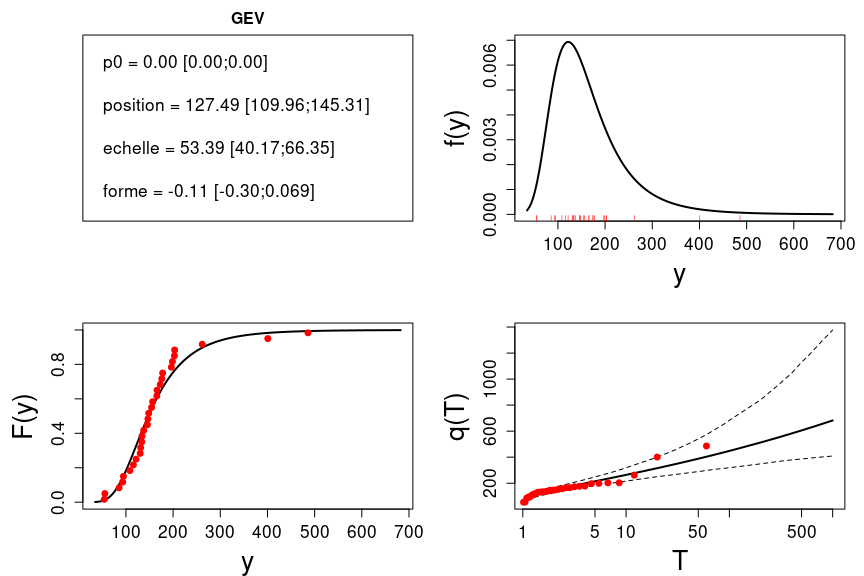 GEV
p0 = 0.00 [0.00;0.00]
position = 127.49 [109.96;145.31]
echelle = 53.39 [40.17;66.35]
forme = -0.11 [-0.30;0.069]
f(y)
0.000 0.003 0.006
100 200 300 400 500 600 700
y
F(y)
0.0 0.4 0.8
100 200 300 400 500 600 700
y
q(T)
200 600 1000
1 5 10 50 500
T